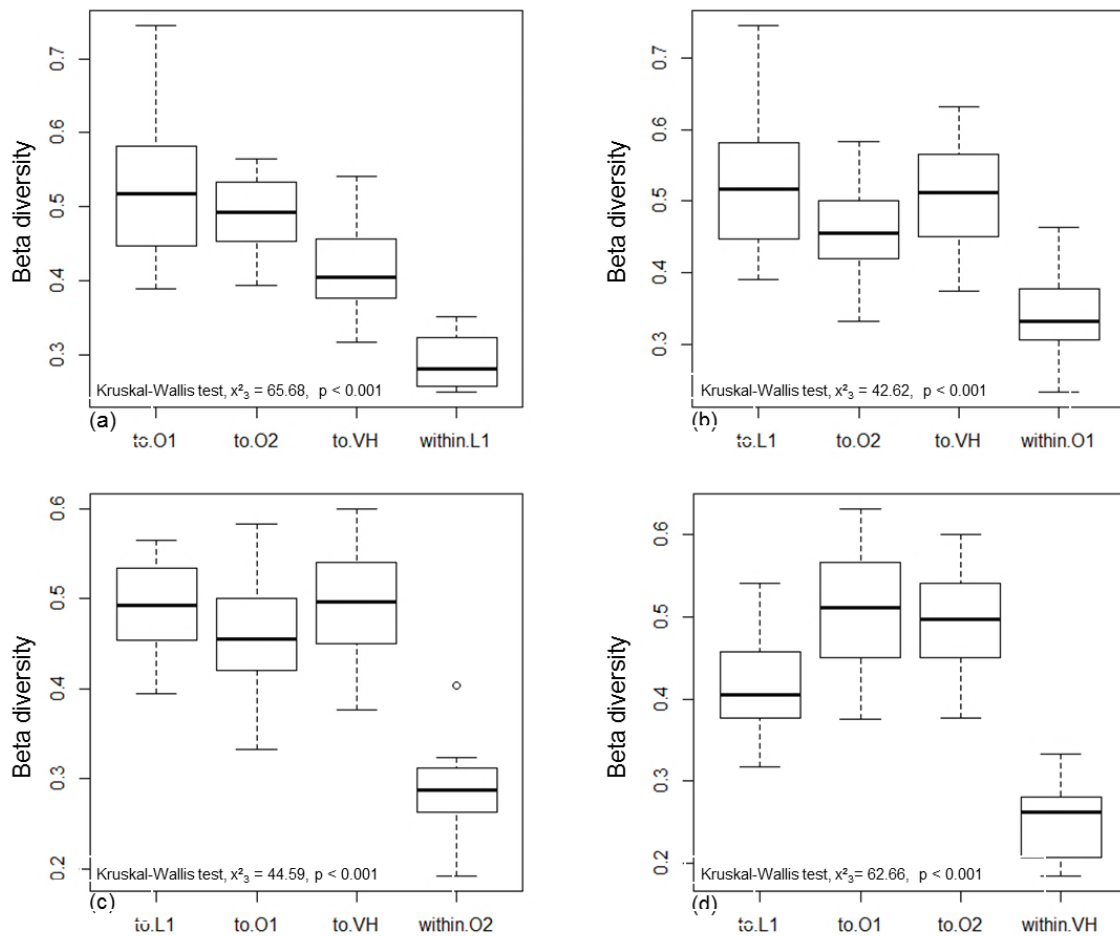 Beta diversity
0.7
0.6
0.5
0.4
0.3
Kruskal-Wallis test, x²₃ = 65.68, p < 0.001
(a)
to.O1 to.O2 to.VH within.L1
Beta diversity
0.7
0.6
0.5
0.4
0.3
Kruskal-Wallis test, x²₃ = 42.62, p < 0.001
(b)
to.L1 to.O2 to.VH within.O1
Beta diversity
0.6
0.5
0.4
0.3
0.2
Kruskal-Wallis test, x²₃ = 44.59, p < 0.001
(c)
to.L1 to.O1 to.VH within.O2
Beta diversity
0.6
0.5
0.4
0.3
0.2
Kruskal-Wallis test, x²₃= 62.66, p < 0.001
(d)
to.L1 to.O1 to.O2 within.VH